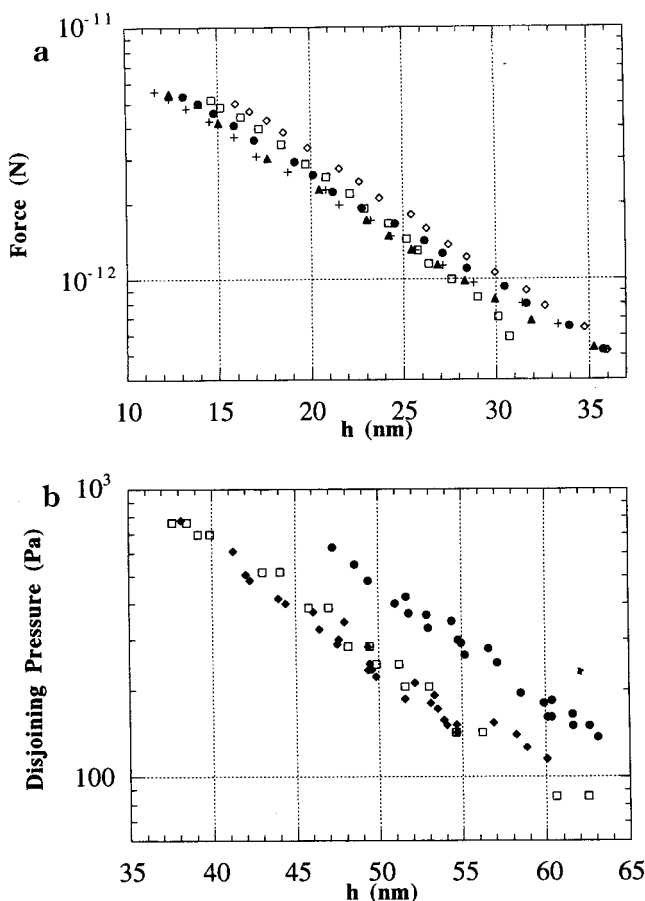 a
10-11
10-12
Force (N)
10 15 20 25 30 35
h (nm)
b
103
100
Disjoining Pressure (Pa)
35 40 45 50 55 60 65
h (nm)